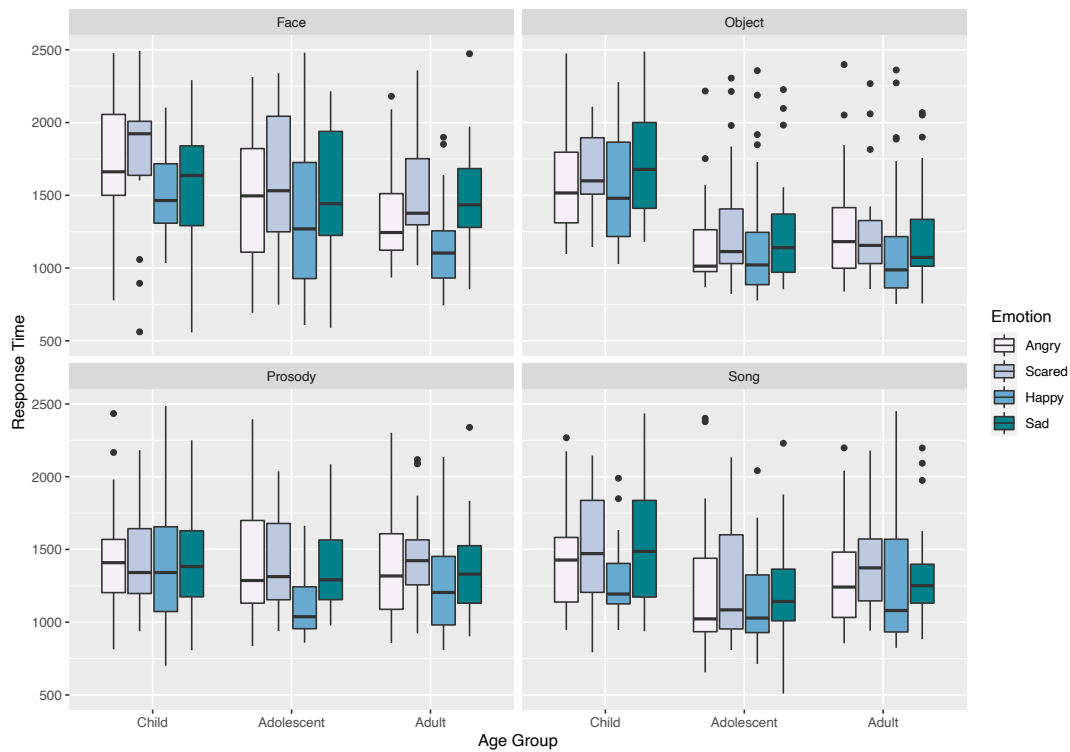 Face
Object
2500
2000
1500
1000
500
Prosody
Song
2500
2000
1500
1000
500
Child
Adolescent
Adult
Child
Adolescent
Adult
Age Group
Response Time
Emotion
Angry
Scared
Happy
Sad